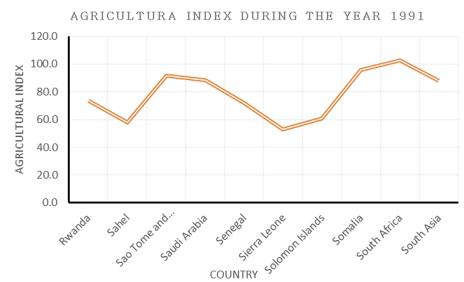 AGRICULTURA INDEX DURING THE YEAR 1991
120.0
100.0
80.0
60.0
40.0
20.0
0.0
AGRICULTURAL INDEX
Rwanda
Sahel
Sao Tome and...
Saudi Arabia
Senegal
Sierra Leone
Solomon Islands
Somalia
South Africa
South Asia
COUNTRY